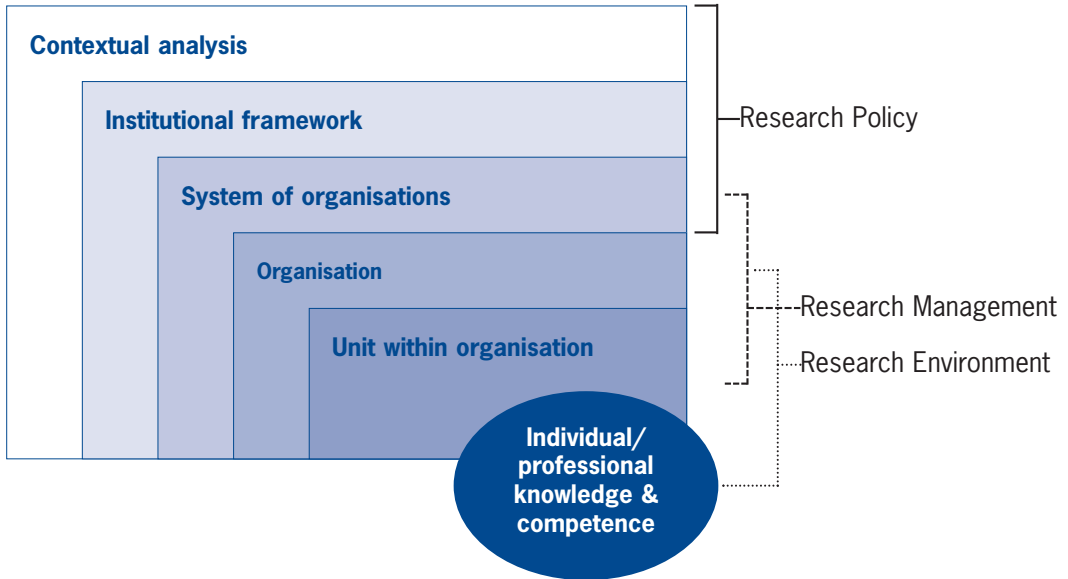 Contextual analysis
Institutional framework
Research Policy
System of organisations
Organisation
Research Management
Unit within organisation
Research Environment
Individual/
professional
knowledge &
competence